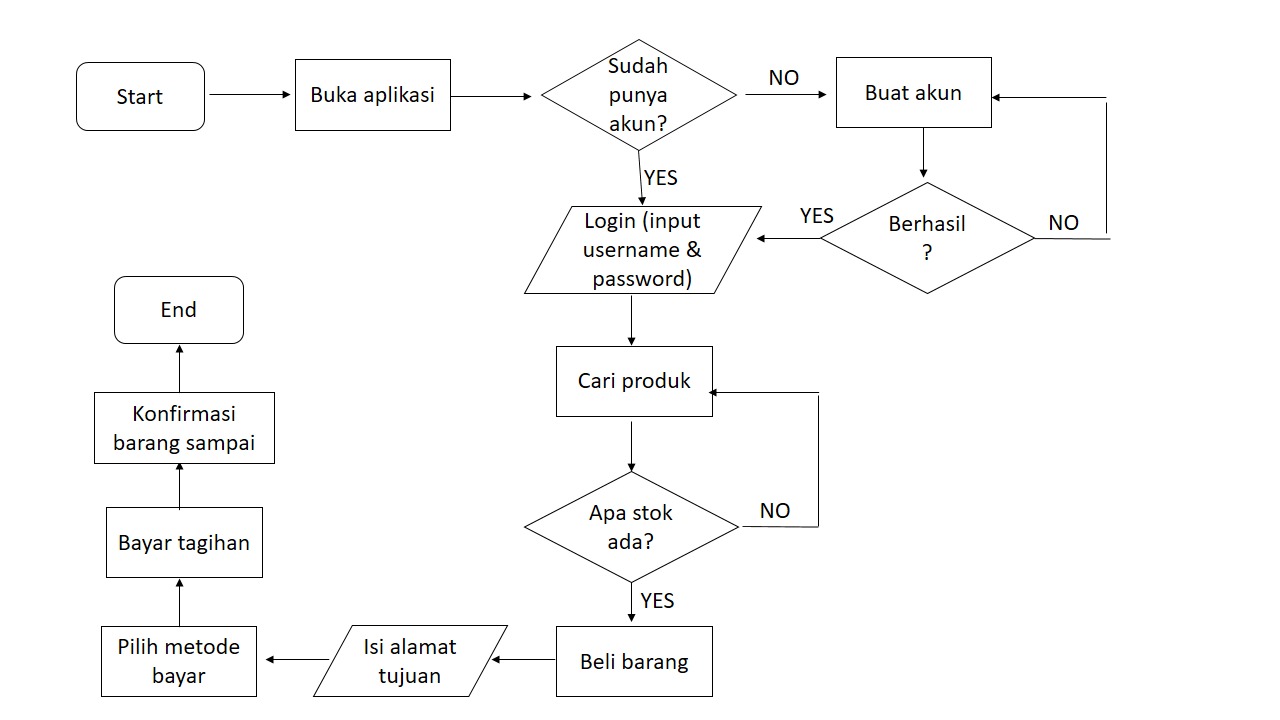 Start
Buka aplikasi
Sudah
punya
akun?
NO
Buat akun
YES
Login (input
username &
password)
YES
Berhasil
?
NO
End
Cari produk
Konfirmasi
barang sampai
Apa stok
ada?
NO
Bayar tagihan
YES
Pilih metode
bayar
Isi alamat
tujuan
Beli barang